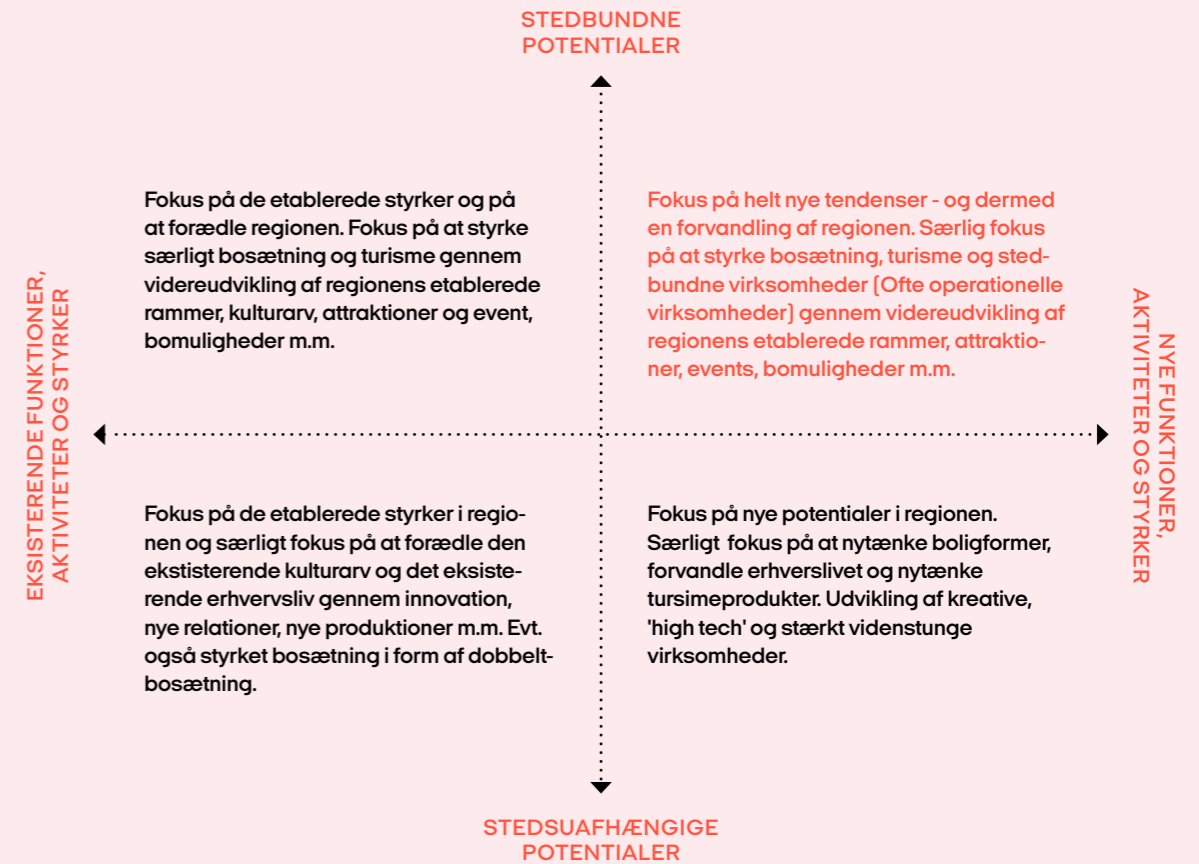 STEDBUNDNE
POTENTIALER
Fokus på de etablerede styrker og på
at forædle regionen. Fokus på at styrke
særligt bosætning og turisme gennem
videreudvikling af regionens etablerede
rammer, kulturarv, attraktioner og event,
bomuligheder m.m.
Fokus på helt nye tendenser - og dermed
en forvandling af regionen. Særlig fokus
på at styrke bosætning, turisme og sted-
bundne virksomheder (Ofte operationelle
virksomheder) gennem videreudvikling af
regionens etablerede rammer, attraktio-
ner, events, bomuligheder m.m.
EKSISTERENDE FUNKTIONER,
AKTIVITETER OG STYRKER
NYE FUNKTIONER,
AKTIVITETER OG STYRKER
Fokus på de etablerede styrker i regio-
nen og særligt fokus på at forædle den
ekstisterende kulturarv og det eksiste-
rende erhvervsliv gennem innovation,
nye relationer, nye produktioner m.m. Evt.
også styrket bosætning i form af dobbelt-
bosætning.
Fokus på nye potentialer i regionen.
Særligt  fokus på at nytænke boligformer,
forvandle erhverslivet og nytænke
tursimeprodukter. Udvikling af kreative,
'high tech' og stærkt videnstunge
virksomheder.
STEDSUAFHÆNGIGE
POTENTIALER